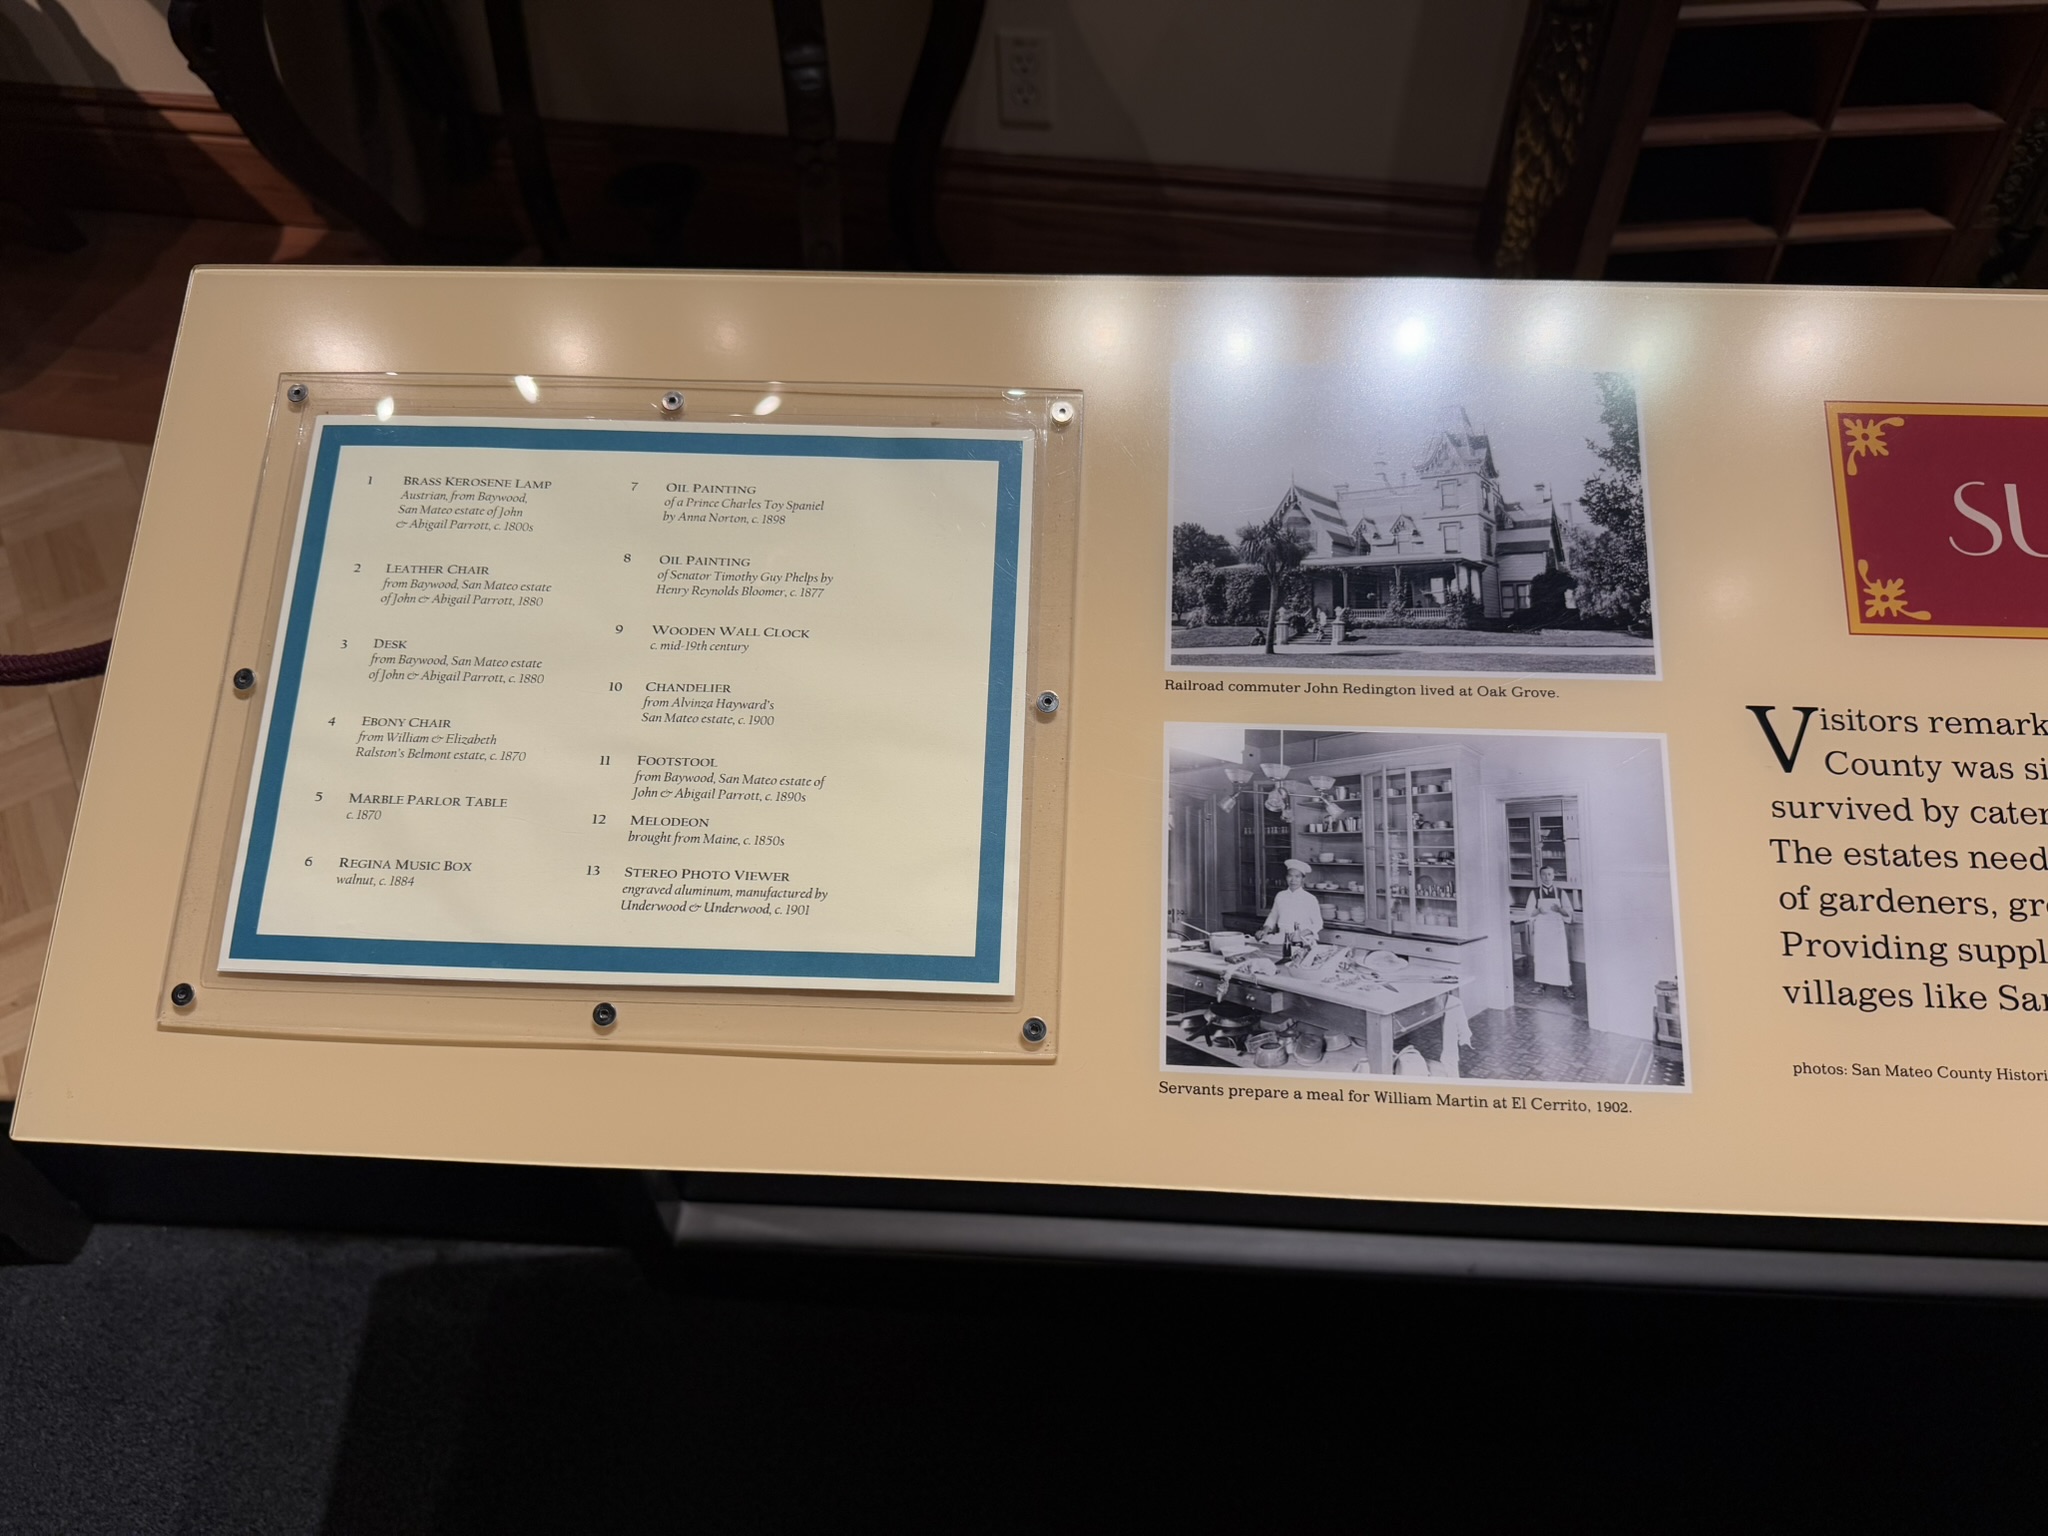 1 BRASS KEROSENE LAMP
Austrian, from Baywood,
San Mateo estate of John
& Abigail Parrott, c. 1800s
2 LEATHER CHAIR
from Baywood, San Mateo estate
of John & Abigail Parrott, 1880
3 DESK
from Baywood, San Mateo estate
of John & Abigail Parrott, c. 1880
4 EBONY CHAIR
from William & Elizabeth
Ralston's Belmont estate, c. 1870
5 MARBLE PARLOR TABLE
c. 1870
6 REGINA MUSIC BOX
walnut, c. 1884
7 OIL PAINTING
of a Prince Charles Toy Spaniel
by Anna Norton, c. 1898
8 OIL PAINTING
of Senator Timothy Guy Phelps by
Henry Reynolds Bloomer, c. 1877
9 WOODEN WALL CLOCK
c. mid-19th century
10 CHANDELIER
from Alvinza Hayward's
San Mateo estate, c. 1900
11 FOOTSTOOL
from Baywood, San Mateo estate of
John & Abigail Parrott, c. 1890s
12 MELODEON
brought from Maine, c. 1850s
13 STEREO PHOTO VIEWER
engraved aluminum, manufactured by
Underwood & Underwood, c. 1901
Railroad commuter John Redington lived at Oak Grove.
Servants prepare a meal for William Martin at El Cerrito, 1902.
SU
Visitors remark
County was si
survived by cater
The estates need
of gardeners, gr
Providing suppl
villages like Sa
photos: San Mateo County Histori